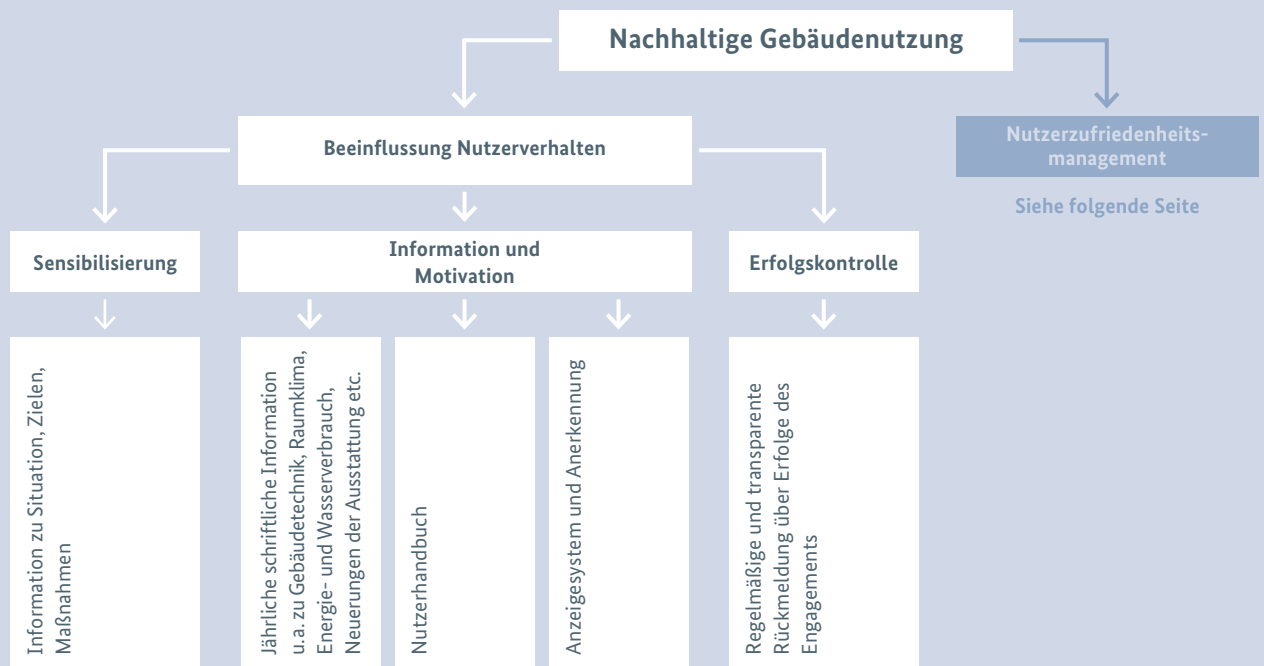 Nachhaltige Gebäudenutzung
Beeinflussung Nutzerverhalten
Nutzerzufriedenheits-
management
Siehe folgende Seite
Sensibilisierung
Information und
Motivation
Erfolgskontrolle
Information zu Situation, Zielen,
Maßnahmen
Jährliche schriftliche Information
u.a. zu Gebäudetechnik, Raumklima,
Energie- und Wasserverbrauch,
Neuerungen der Ausstattung etc.
Nutzerhandbuch
Anzeigesystem und Anerkennung
Regelmäßige und transparente
Rückmeldung über Erfolge des
Engagements